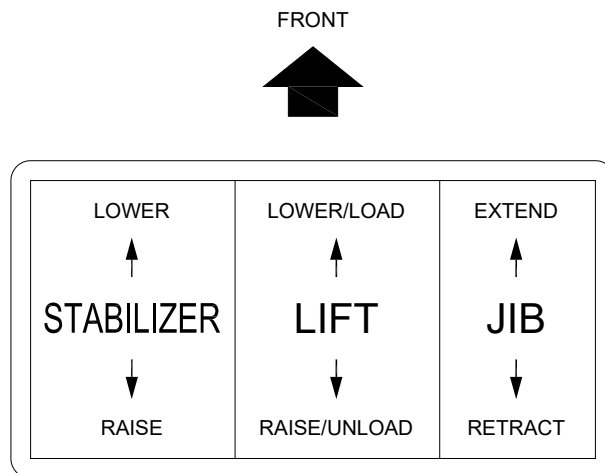 FRONT
LOWER LOWER/LOAD EXTEND
STABILIZER LIFT JIB
RAISE RAISE/UNLOAD RETRACT